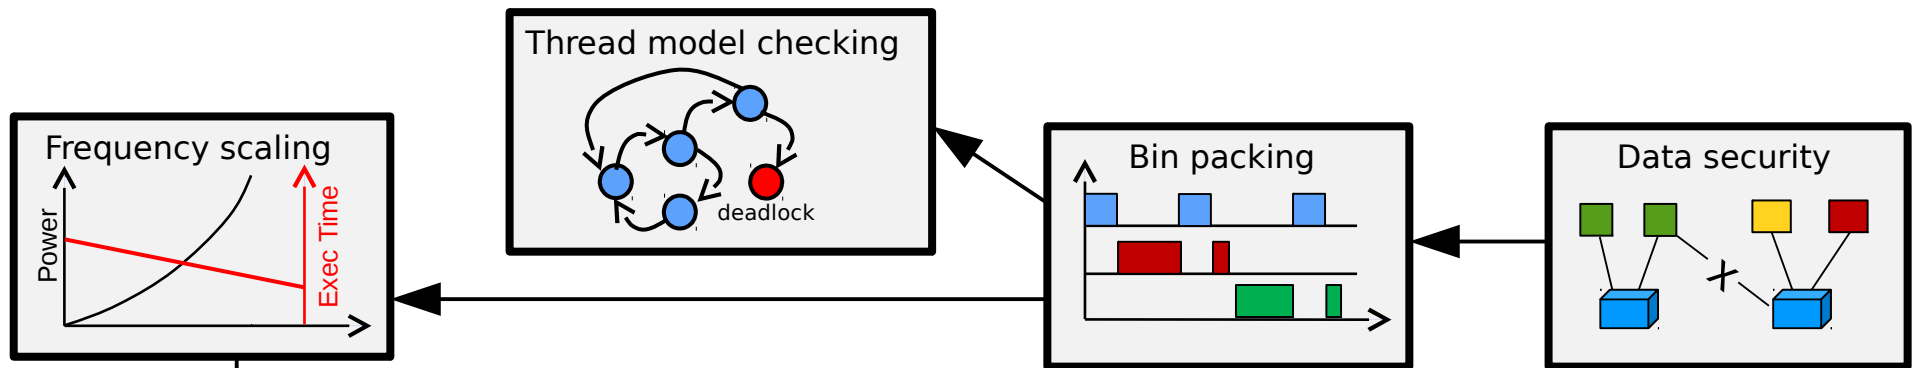 Thread model checking
deadlock
Frequency scaling
Power
Exec Time
Bin packing
Data security
X